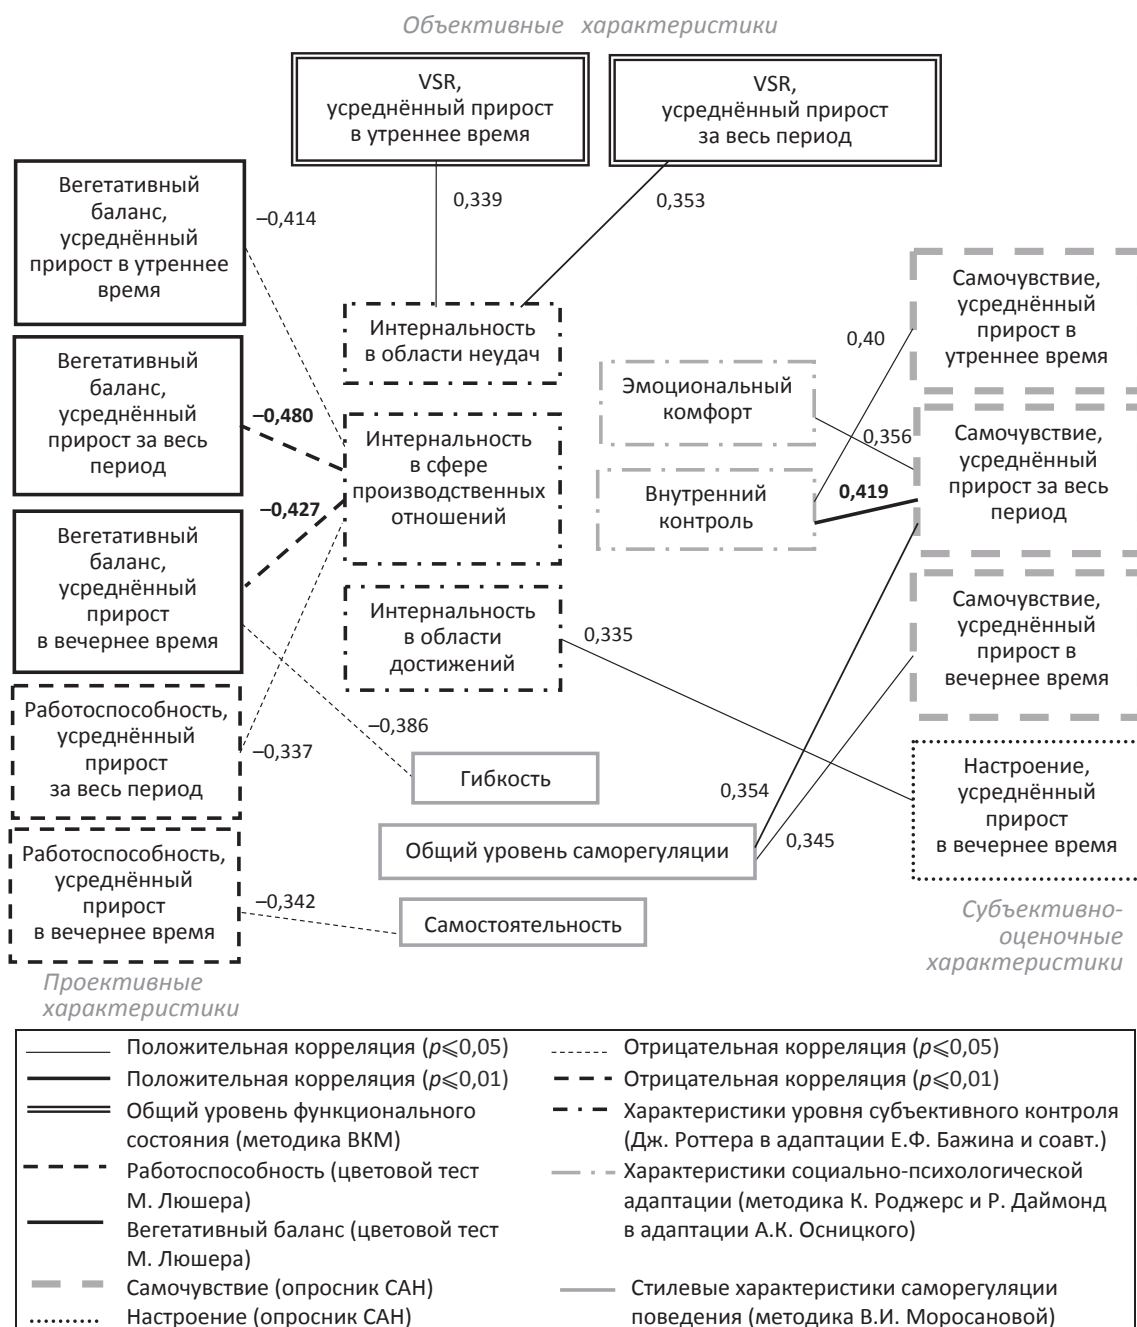 Объективные характеристики
VSR,
усреднённый прирост
в утреннее время
VSR,
усреднённый прирост
за весь период
Вегетативный
баланс,
усреднённый
прирост в утреннее
время
–0,414
0,339
0,353
Самочувствие,
усреднённый
прирост в
утреннее время
Интернальность
в области неудач
0,40
Вегетативный
баланс,
усреднённый
прирост за весь
период
–0,480
Эмоциональный
комфорт
0,356
Интернальность
в сфере
производственных
отношений
Самочувствие,
усреднённый
прирост за весь
период
Внутренний
контроль
0,419
–0,427
Вегетативный
баланс,
усреднённый
прирост
в вечернее время
Интернальность
в области
достижений
0,335
Самочувствие,
усреднённый
прирост в
вечернее время
Работоспособность,
усреднённый
прирост
за весь период
–0,337
–0,386
Гибкость
0,354
Настроение,
усреднённый
прирост
в вечернее время
Работоспособность,
усреднённый
прирост
в вечернее время
Общий уровень саморегуляции
0,345
–0,342
Самостоятельность
Субъективно-
оценочные
характеристики
Проективные
характеристики
Положительная корреляция (p⩽0,05)
Положительная корреляция (p⩽0,01)
Общий уровень функционального
состояния (методика ВКМ)
Работоспособность (цветовой тест
М. Люшера)
Вегетативный баланс (цветовой тест
М. Люшера)
Самочувствие (опросник САН)
Настроение (опросник САН)
Отрицательная корреляция (p⩽0,05)
Отрицательная корреляция (p⩽0,01)
Характеристики уровня субъективного контроля
(Дж. Роттера в адаптации Е.Ф. Бажина и соавт.)
Характеристики социально-психологической
адаптации (методика К. Роджерс и Р. Даймонд
в адаптации А.К. Осницкого)
Стилевые характеристики саморегуляции
поведения (методика В.И. Моросановой)